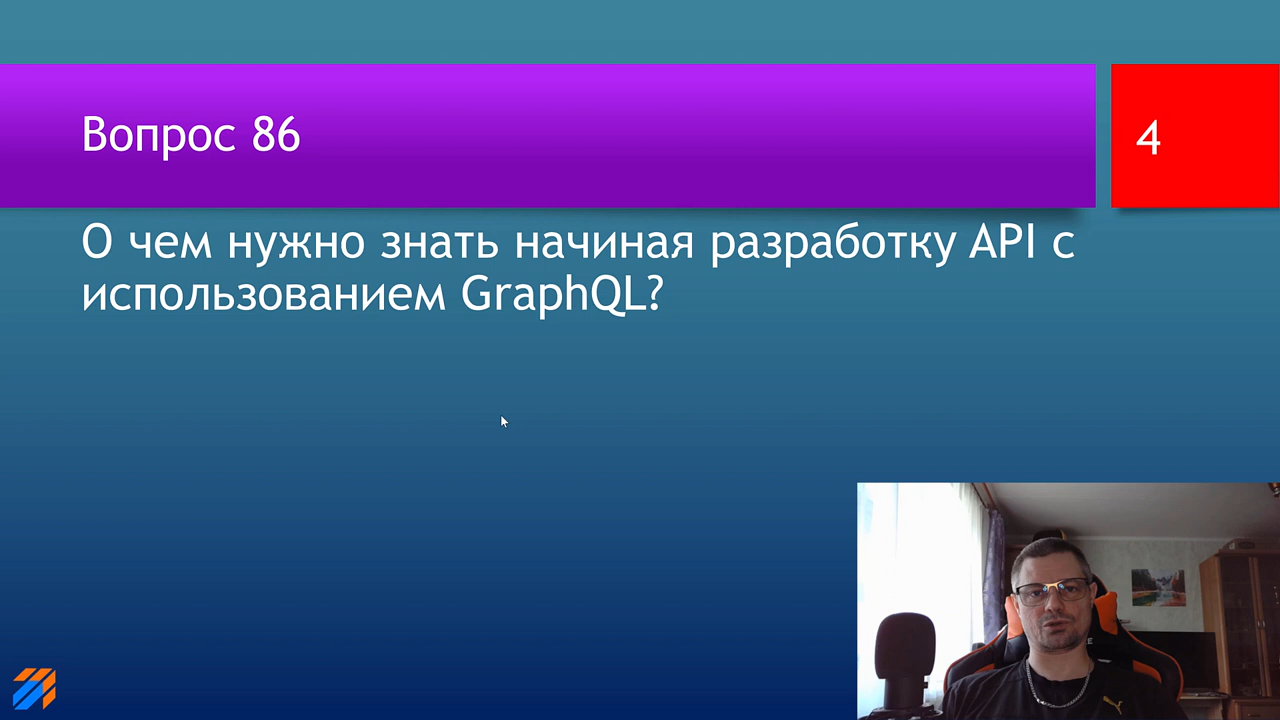 Вопрос 86
4
О чем нужно знать начиная разработку API с
использованием GraphQL?